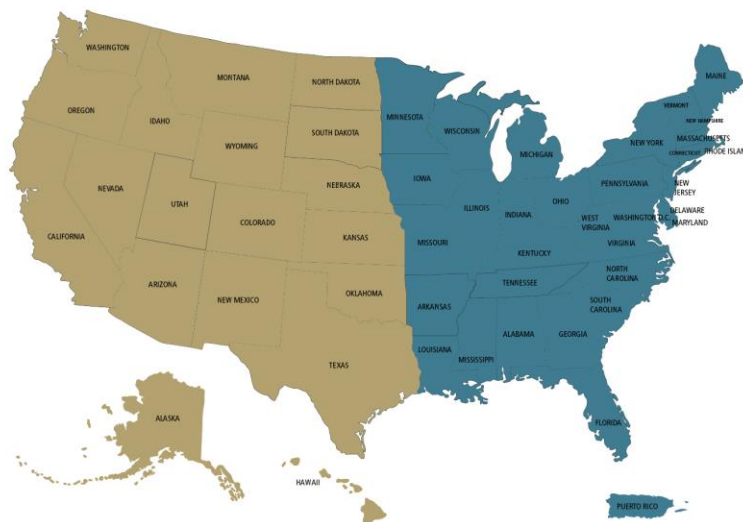 WASHINGTON
MONTANA
NORTH DAKOTA
MINNESOTA
MAINE
OREGON
IDAHO
WYOMING
SOUTH DAKOTA
WISCONSIN
MICHIGAN
VERMONT
NEW HAMPSHIRE
NEW YORK
MASSACHUSETTS
CONNECTICUT
RHODE ISLAN
NEVADA
UTAH
COLORADO
NEBRASKA
IOWA
ILLINOIS
INDIANA
OHIO
PENNSYLVANIA
NEW
JERSEY
CALIFORNIA
KANSAS
MISSOURI
KENTUCKY
WEST
VIRGINIA
WASHINGTON D.C.
DELAWARE
MARYLAND
VIRGINIA
ARIZONA
NEW MEXICO
OKLAHOMA
ARKANSAS
TENNESSEE
NORTH
CAROLINA
SOUTH
CAROLINA
TEXAS
LOUISIANA
MISSISSIPPI
ALABAMA
GEORGIA
FLORIDA
ALASKA
HAWAII
PUERTO RICO